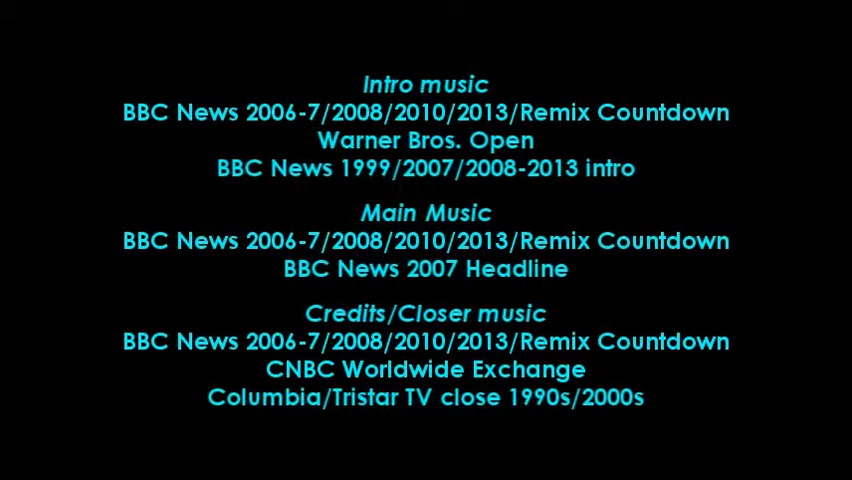 Intro music
BBC News 2006-7/2008/2010/2013/Remix Countdown
Warner Bros. Open
BBC News 1999/2007/2008-2013 intro
Main Music
BBC News 2006-7/2008/2010/2013/Remix Countdown
BBC News 2007 Headline
Credits/Closer music
BBC News 2006-7/2008/2010/2013/Remix Countdown
CNBC Worldwide Exchange
Columbia/Tristar TV close 1990s/2000s